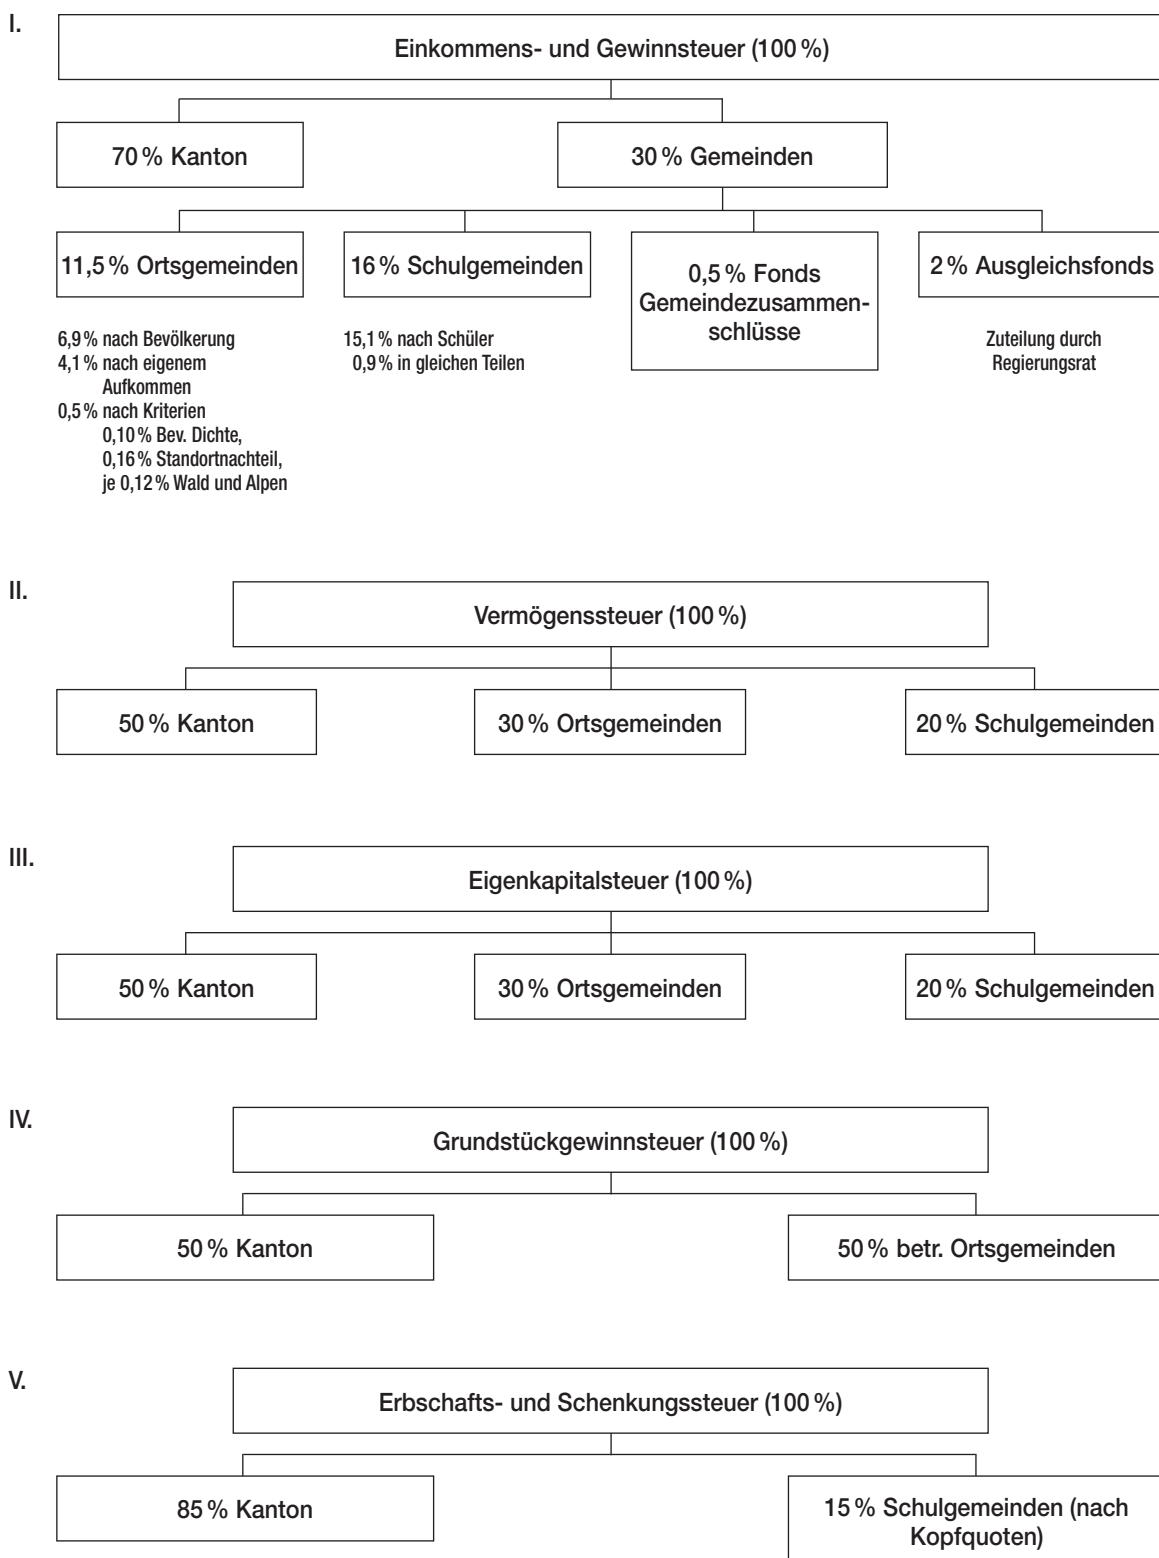 I.
Einkommens- und Gewinnsteuer (100 %)
70 % Kanton
30 % Gemeinden
11,5 % Ortsgemeinden
16 % Schulgemeinden
0,5 % Fonds
Gemeindezusammen-
schlüsse
2 % Ausgleichsfonds
6,9 % nach Bevölkerung
4,1 % nach eigenem
Aufkommen
0,5 % nach Kriterien
0,10 % Bev. Dichte,
0,16 % Standortnachteil,
je 0,12 % Wald und Alpen
15,1 % nach Schüler
0,9 % in gleichen Teilen
Zuteilung durch
Regierungsrat
II.
Vermögenssteuer (100 %)
50 % Kanton
30 % Ortsgemeinden
20 % Schulgemeinden
III.
Eigenkapitalsteuer (100 %)
50 % Kanton
30 % Ortsgemeinden
20 % Schulgemeinden
IV.
Grundstückgewinnsteuer (100 %)
50 % Kanton
50 % betr. Ortsgemeinden
V.
Erbschafts- und Schenkungssteuer (100 %)
85 % Kanton
15 % Schulgemeinden (nach
Kopfquoten)